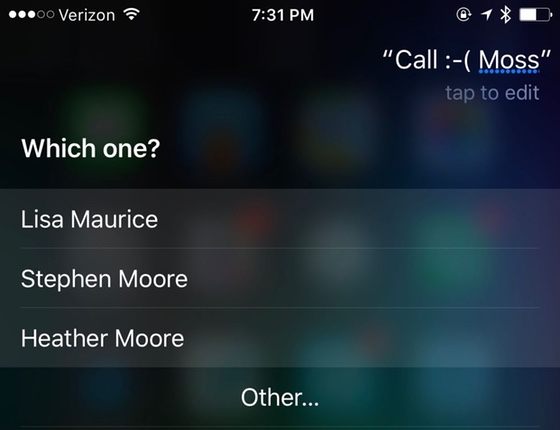 Verizon 7:31 PM
“Call :-( Moss”
tap to edit
Which one?
Lisa Maurice
Stephen Moore
Heather Moore
Other...